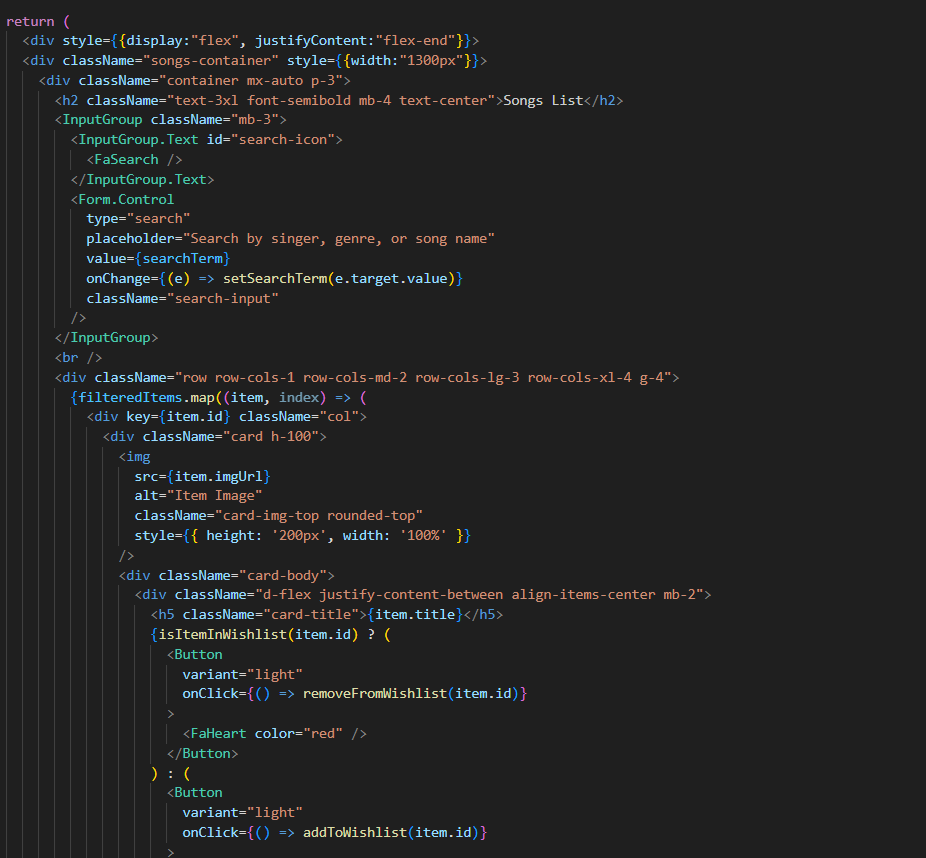 return (
<div style={{display:"flex", justifyContent:"flex-end"}}>
<div className="songs-container" style={{width:"1300px"}}>
<div className="container mx-auto p-3">
<h2 className="text-3xl font-semibold mb-4 text-center">Songs List</h2>
<InputGroup className="mb-3">
<InputGroup.Text id="search-icon">
<FaSearch />
</InputGroup.Text>
<Form.Control
type="search"
placeholder="Search by singer, genre, or song name"
value={searchTerm}
onChange={(e) => setSearchTerm(e.target.value)}
className="search-input"
/>
</InputGroup>
<br />
<div className="row row-cols-1 row-cols-md-2 row-cols-lg-3 row-cols-xl-4 g-4">
{filteredItems.map((item, index) => (
<div key={item.id} className="col">
<div className="card h-100">
<img
src={item.imgUrl}
alt="Item Image"
className="card-img-top rounded-top"
style={{ height: '200px', width: '100%' }}
/>
<div className="card-body">
<div className="d-flex justify-content-between align-items-center mb-2">
<h5 className="card-title">{item.title}</h5>
{isItemInWishlist(item.id) ? (
<Button
variant="light"
onClick={() => removeFromWishlist(item.id)}
>
<FaHeart color="red" />
</Button>
) : (
<Button
variant="light"
onClick={() => addToWishlist(item.id)}
>